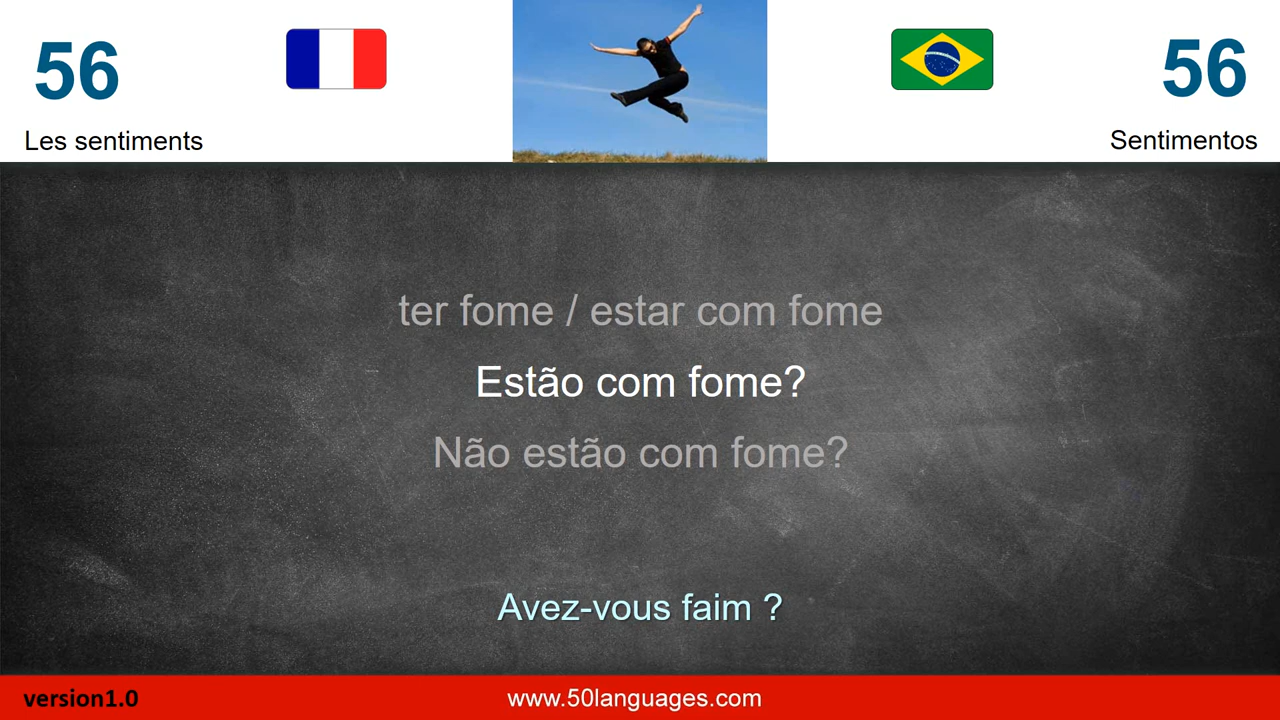 56
56
Les sentiments
Sentimentos
ter fome / estar com fome
Estão com fome?
Não estão com fome?
Avez-vous faim ?
version1.0
www.50languages.com